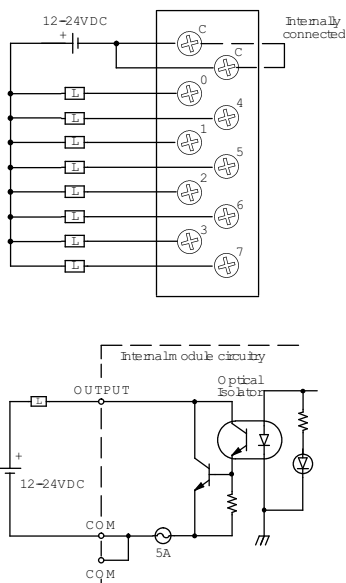 12-24VDC
+
C
Internally
connected
C
L
0
L
4
L
1
L
5
L
2
L
6
L
3
L
7
Internal module circuitry
Optical
Isolator
OUTPUT
L
+
12-24VDC
COM
5A
COM